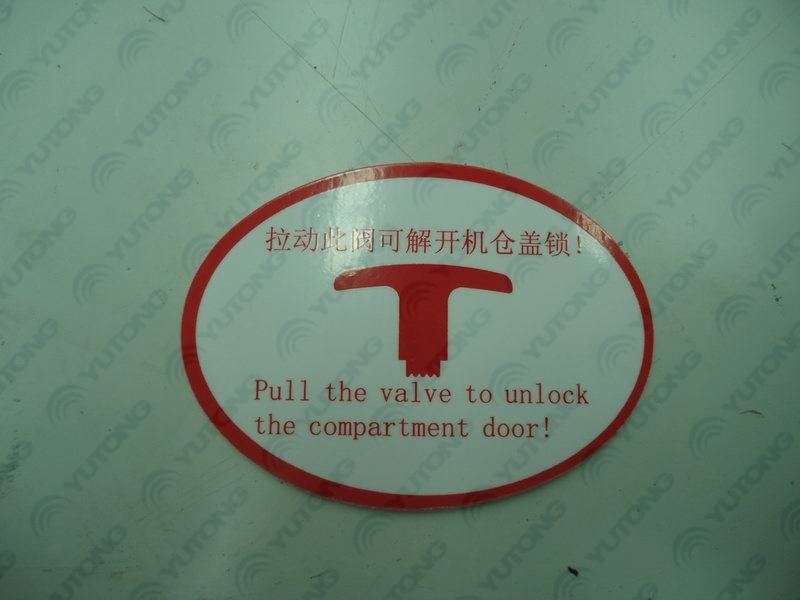 拉动此阀可解开机仓盖锁!
Pull the valve to unlock
the compartment door!
YUTONG